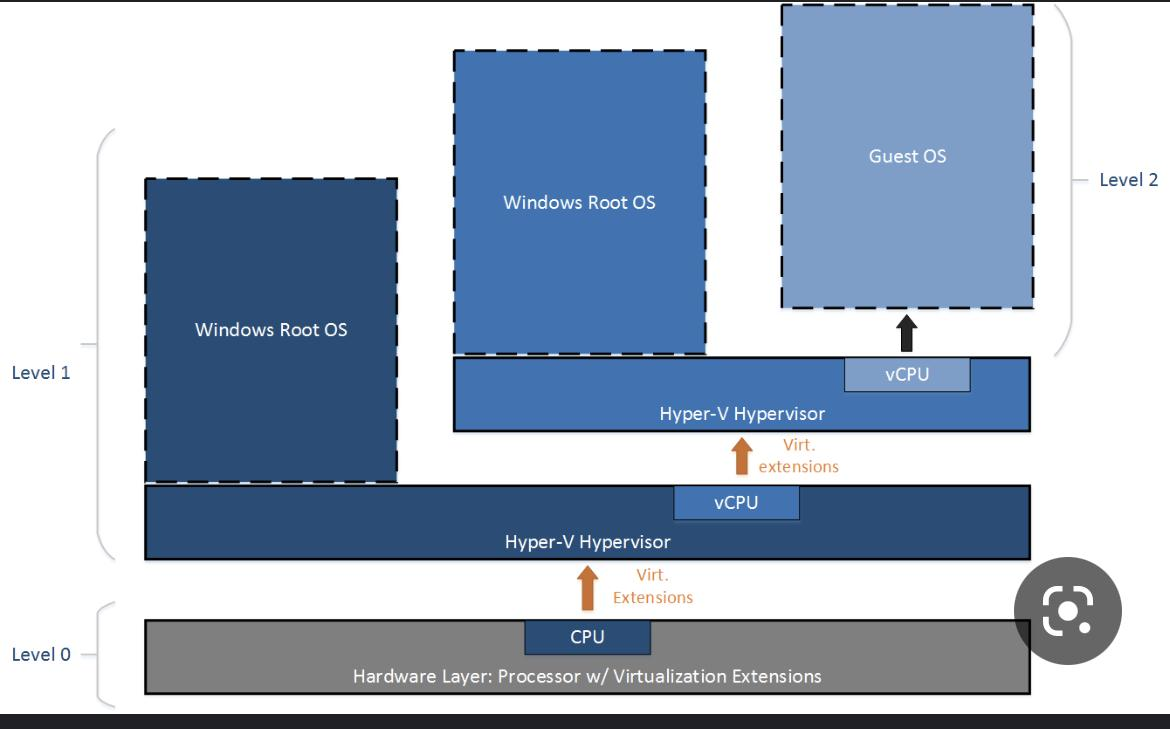 Guest OS
Level 2
Windows Root OS
Windows Root OS
Level 1
vCPU
Hyper-V Hypervisor
Virt.
extensions
vCPU
Hyper-V Hypervisor
Virt.
Extensions
CPU
Level 0
Hardware Layer: Processor w/ Virtualization Extensions